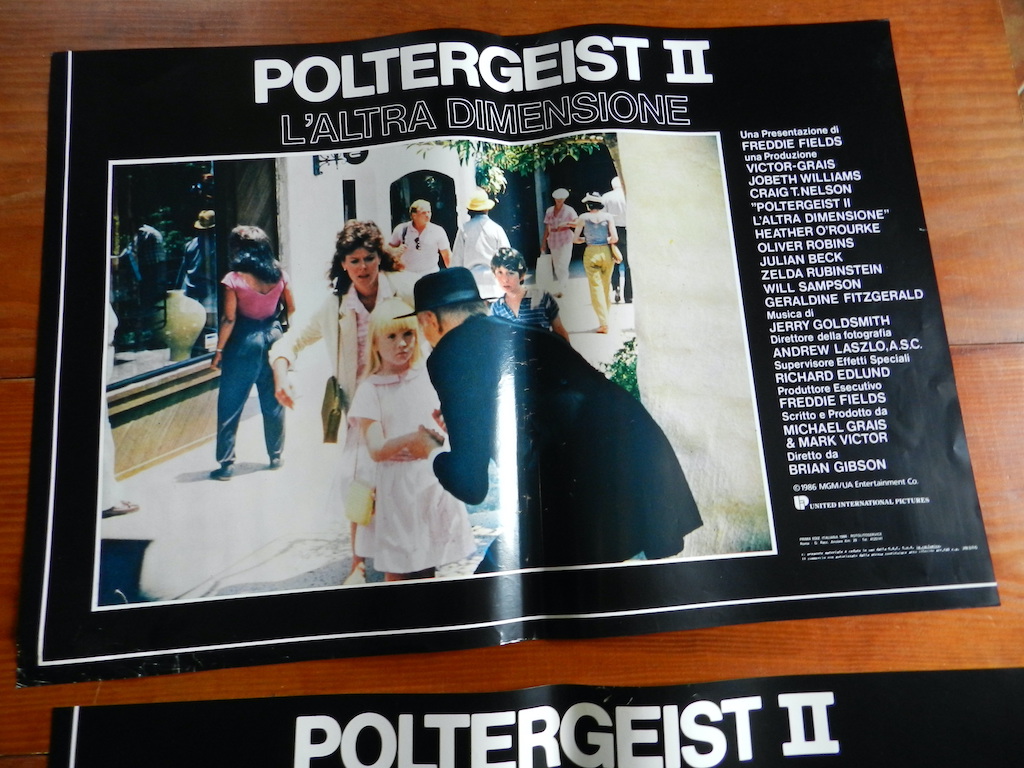 POLTERGEIST II
L'ALTRA DIMENSIONE
Una Presentazione di
FREDDIE FIELDS
una Produzione
VICTOR-GRAIS
JOBETH WILLIAMS
CRAIG T. NELSON
"POLTERGEIST II
L'ALTRA DIMENSIONE"
HEATHER O'ROURKE
OLIVER ROBINS
JULIAN BECK
ZELDA RUBINSTEIN
WILL SAMPSON
GERALDINE FITZGERALD
Musica di
JERRY GOLDSMITH
Direttore della fotografia
ANDREW LASZLO, A.S.C.
Supervisore Effetti Speciali
RICHARD EDLUND
Produttore Esecutivo
FREDDIE FIELDS
Scritto e Prodotto da
MICHAEL GRAIS
& MARK VICTOR
Diretto da
BRIAN GIBSON
©1986 MGM/UA Entertainment Co.
UNITED INTERNATIONAL PICTURES
POLTERGEIST II